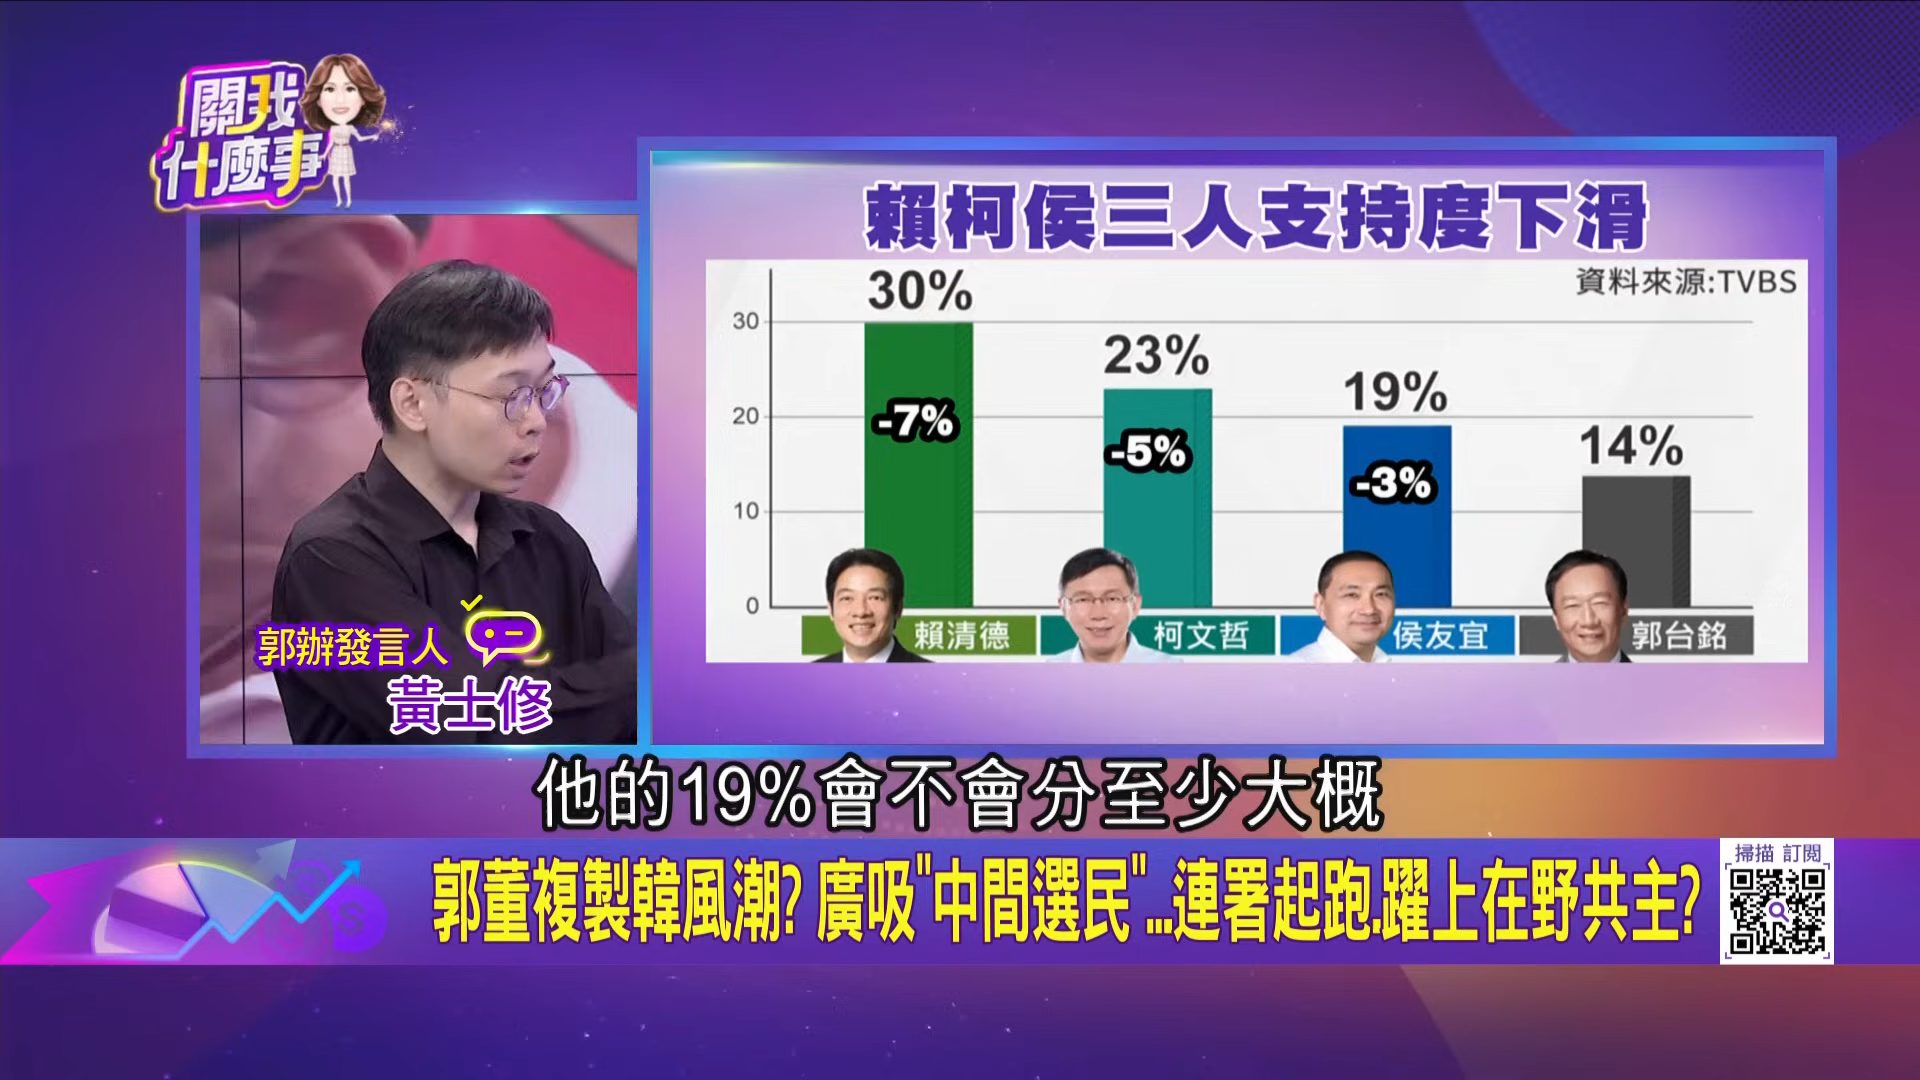 關我
什麼事
賴柯侯三人支持度下滑
資料來源:TVBS
30%
23%
19%
14%
-7%
-5%
-3%
30
20
10
0
賴清德
柯文哲
侯友宜
郭台銘
郭辦發言人
黃士修
他的19%會不會分至少大概
郭董複製韓風潮? 廣吸"中間選民"...連署起跑.躍上在野共主?
掃描 訂閱